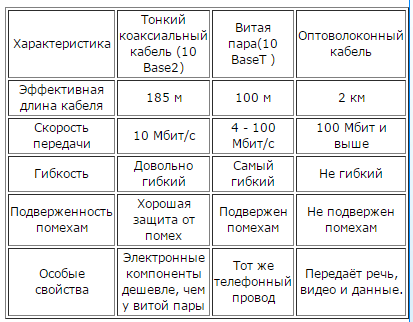 Характеристика
Тонкий
коаксиальный
кабель (10
Base2)
Витая
пара(10
BaseT )
Оптоволоконный
кабель
Эффективная
длина кабеля
185 м
100 м
2 км
Скорость
передачи
10 Мбит/с
4 - 100
Мбит/с
100 Мбит и
выше
Гибкость
Довольно
гибкий
Самый
гибкий
Не гибкий
Подверженность
помехам
Хорошая
защита от
помех
Подвержен
помехам
Не подвержен
помехам
Особые
свойства
Электронные
компоненты
дешевле, чем
у витой пары
Тот же
телефонный
провод
Передаёт речь,
видео и данные.